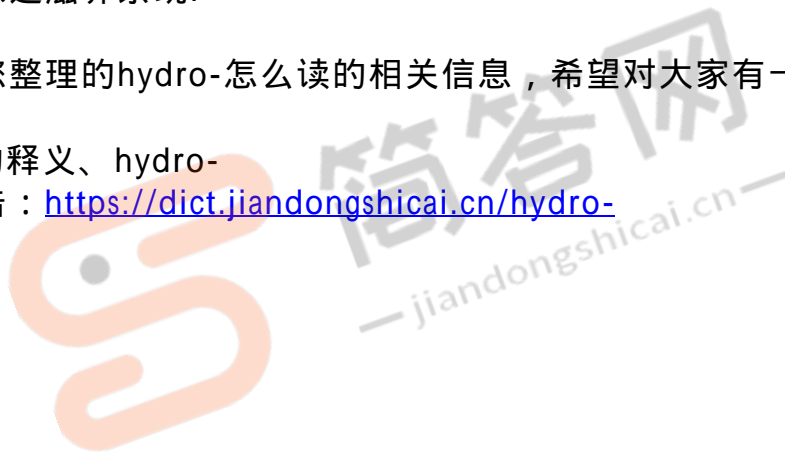 整理的hydro-怎么读的相关信息，希望对大家有一
释义、hydro-
：https://dict.jiandongshicai.cn/hydro-
简答网
jiandongshicai.cn